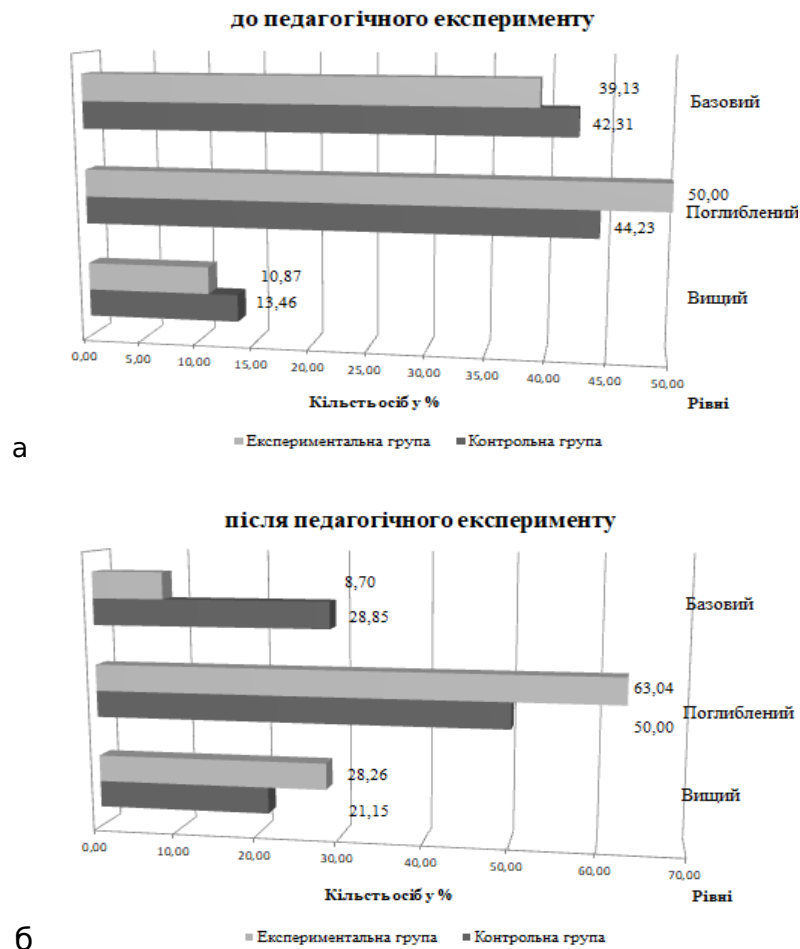 до педагогічного експерименту
39,13
Базовий
42,31
50,00
Поглиблений
44,23
10,87
Вищий
13,46
0,00 5,00 10,00 15,00 20,00 25,00 30,00 35,00 40,00 45,00 50,00
Кількть осіб у % Рівні
Експериментальна група Контрольна група
а
після педагогічного експерименту
8,70
Базовий
28,85
63,04
Поглиблений
50,00
28,26
Вищий
21,15
0,00 10,00 20,00 30,00 40,00 50,00 60,00 70,00
Кількть осіб у % Рівні
Експериментальна група Контрольна група
б